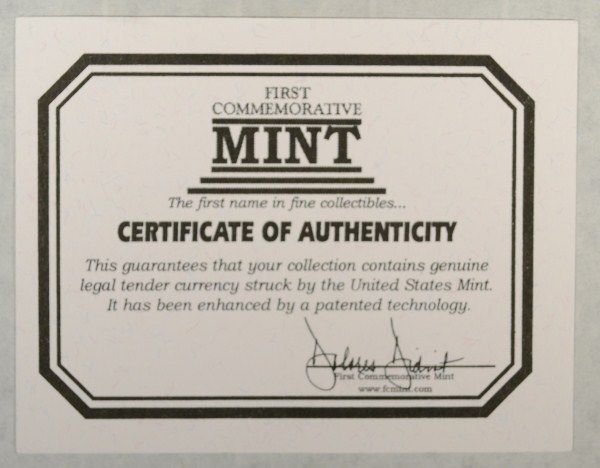 FIRST
COMMEMORATIVE
MINT
The first name in fine collectibles...
CERTIFICATE OF AUTHENTICITY
This guarantees that your collection contains genuine
legal tender currency struck by the United States Mint.
It has been enhanced by a patented technology.
Dolores
First Commemorative Mint
www.fcmint.com